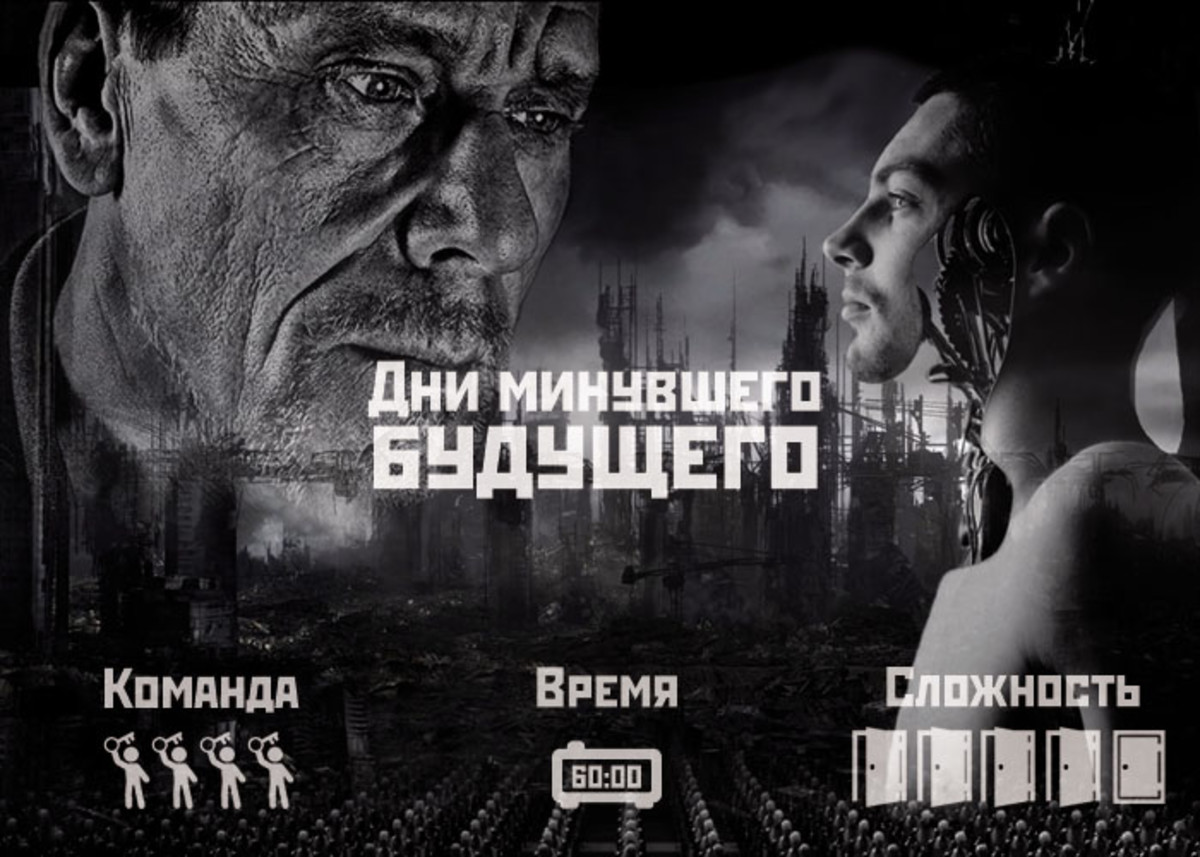 Дни минувшего
будущего
Команда
Время
Сложность
60:00